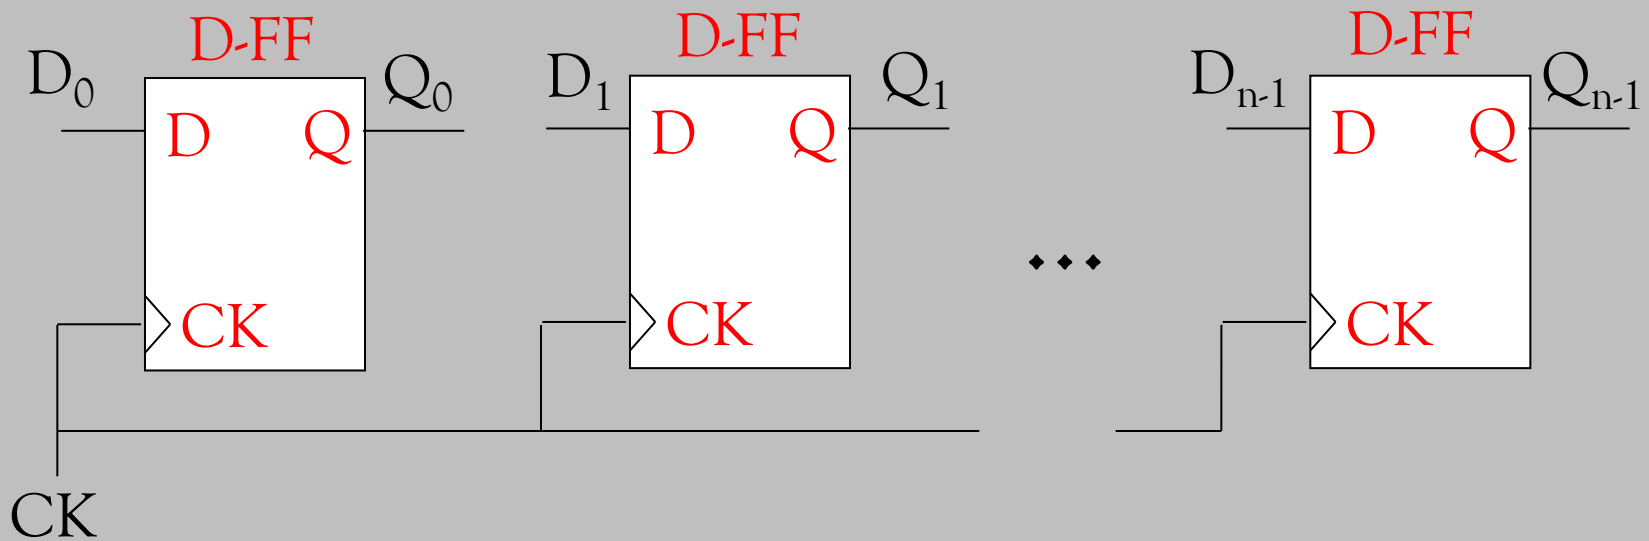 D-FF D-FF D-FF
D₀ Q₀ D₁ Q₁ Dₙ₋₁ Qₙ₋₁
D Q D Q D Q
CK CK CK
CK